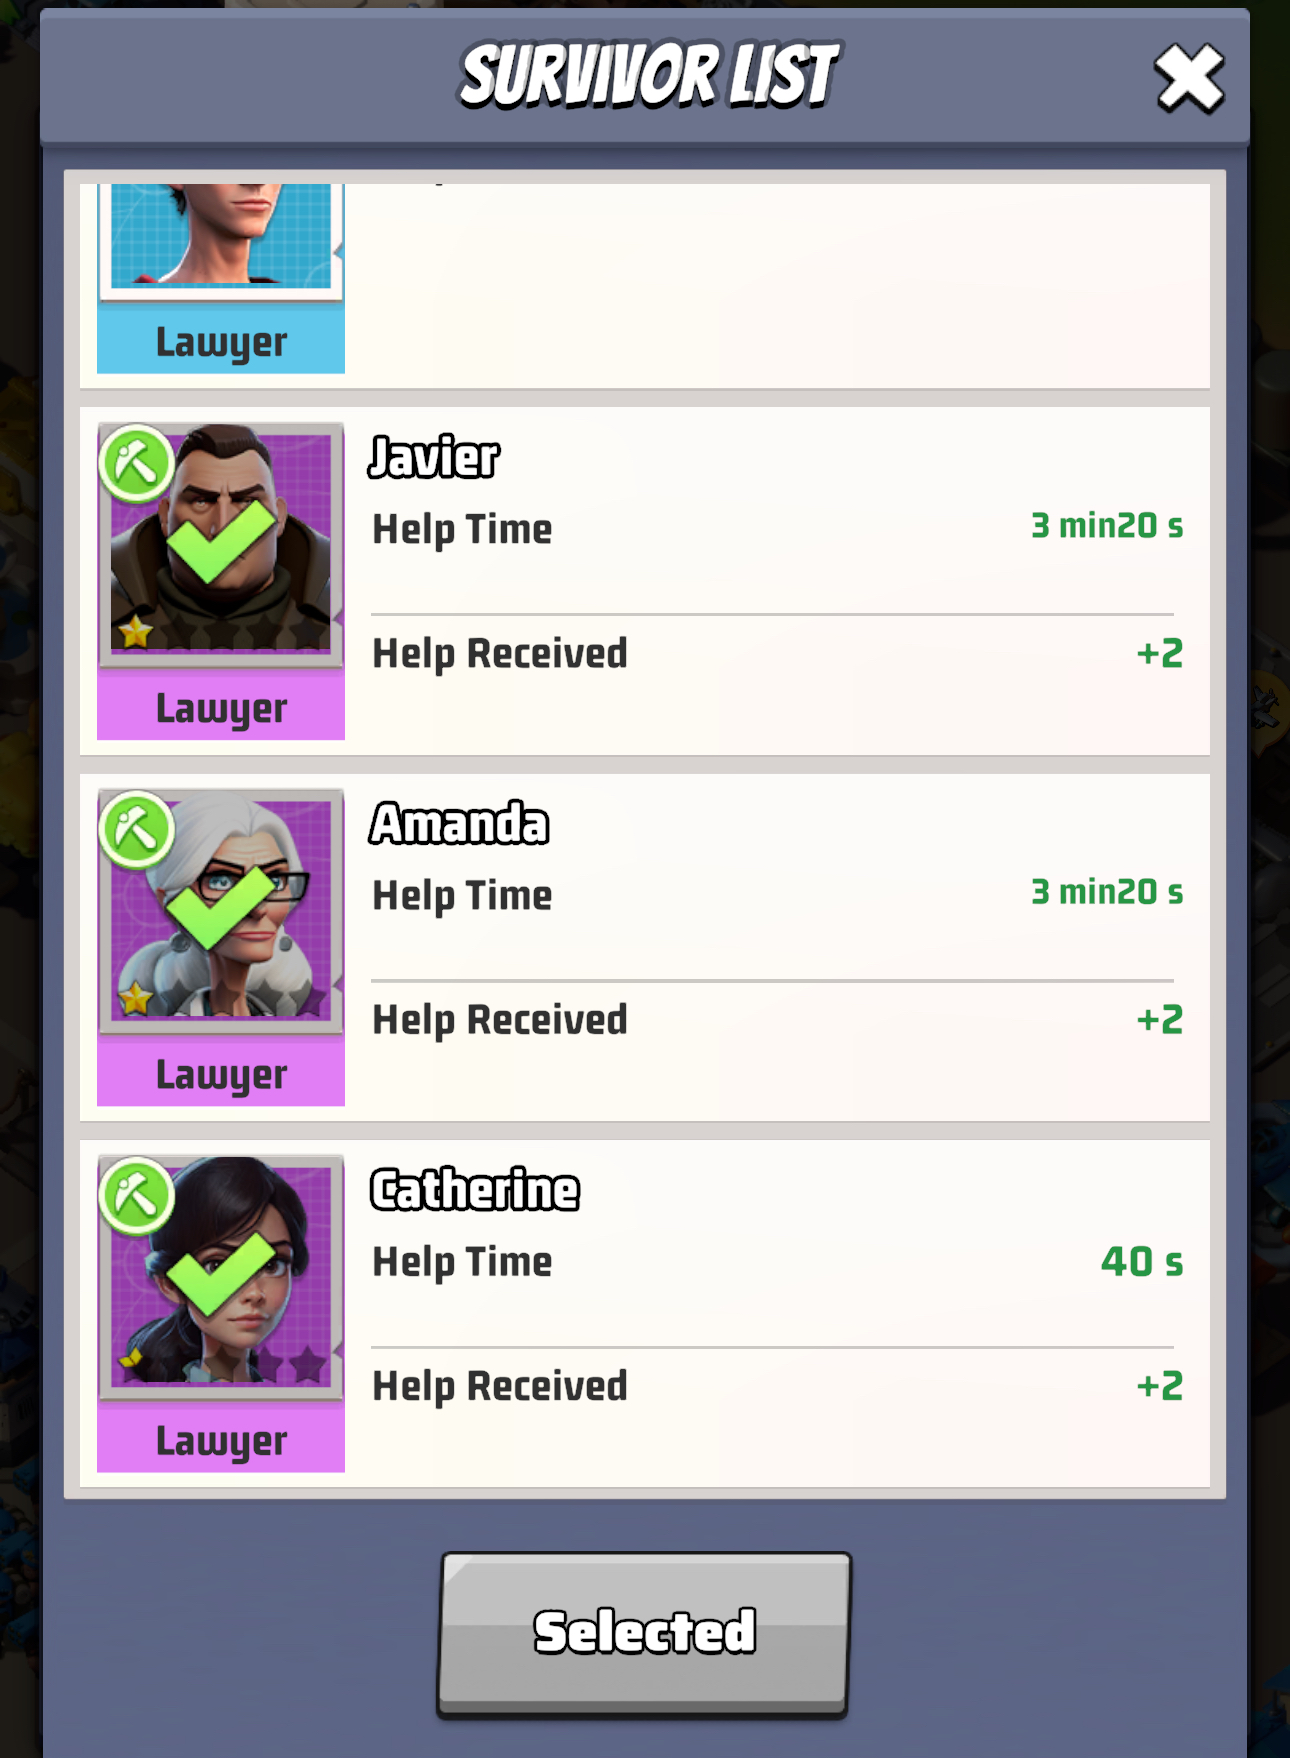 SURVIVOR LIST
Lawyer
Javier
Help Time 3 min20 s
Help Received +2
Lawyer
Amanda
Help Time 3 min20 s
Help Received +2
Lawyer
Catherine
Help Time 40 s
Help Received +2
Lawyer
Selected